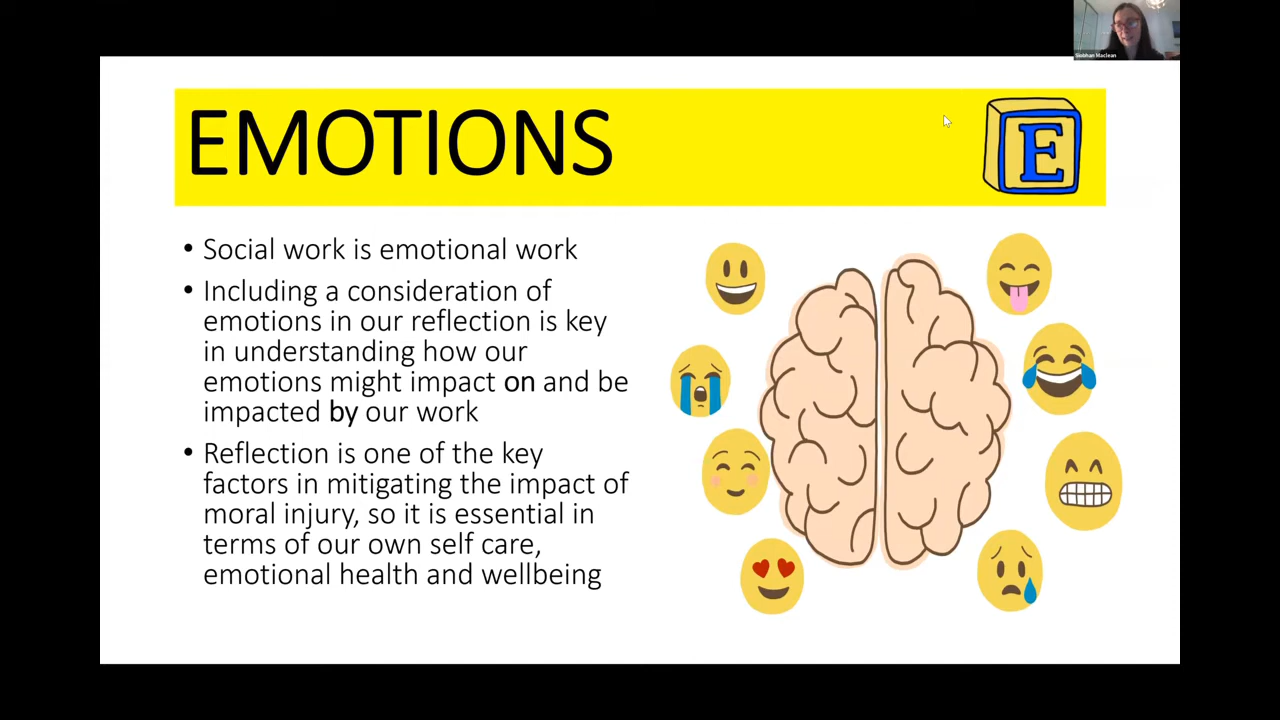 Siobhan Maclean
EMOTIONS
E
• Social work is emotional work
• Including a consideration of
emotions in our reflection is key
in understanding how our
emotions might impact on and be
impacted by our work
• Reflection is one of the key
factors in mitigating the impact of
moral injury, so it is essential in
terms of our own self care,
emotional health and wellbeing